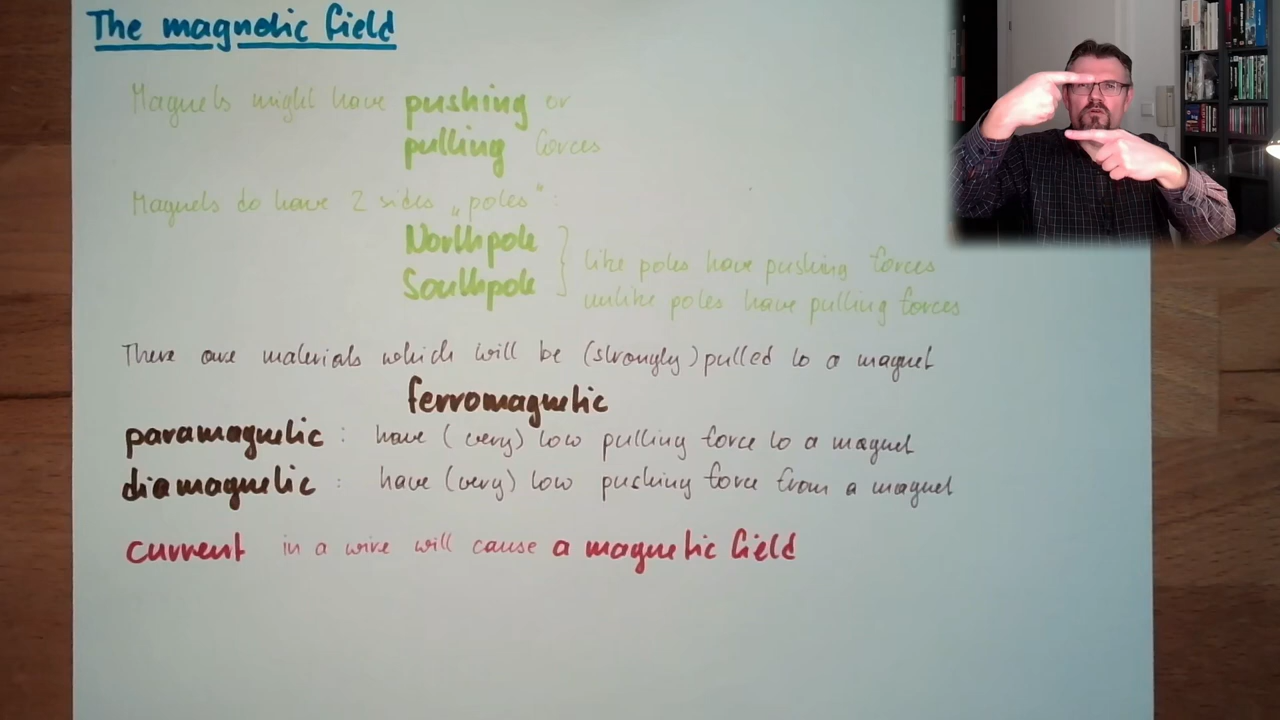 The magnetic field
Magnets might have pushing or
pulling forces
Magnets do have 2 sides „poles":
Northpole
Southpole
like poles have pushing forces
unlike poles have pulling forces
There are materials which will be (strongly) pulled to a magnet
ferromagnetic
paramagnetic: have (very) low pulling force to a magnet
diamagnetic: have (very) low pushing force from a magnet
current in a wire will cause a magnetic field